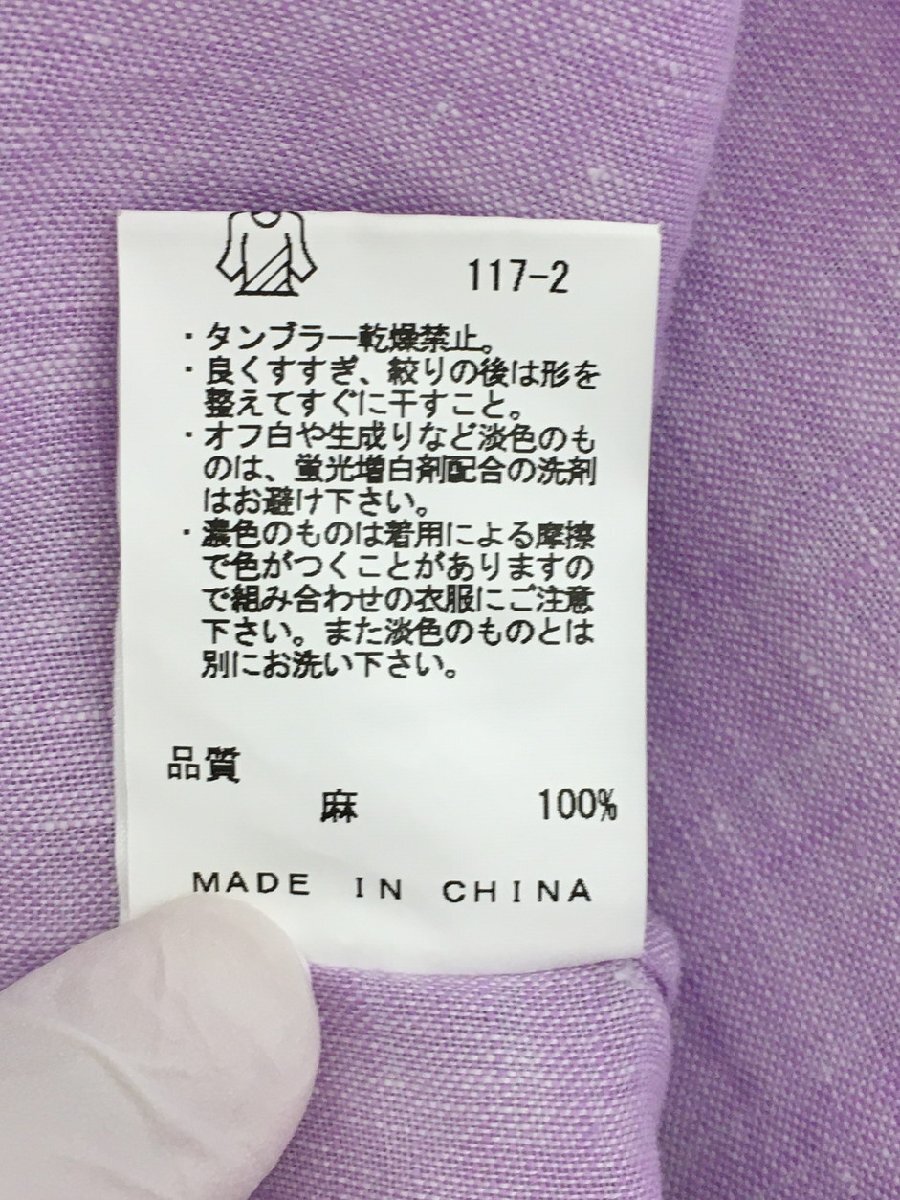 117-2
・タンブラー乾燥禁止。
・良くすすぎ、絞りの後は形を
整えてすぐに干すこと。
・オフ白や生成りなど淡色のも
のは、蛍光増白剤配合の洗剤
はお避け下さい。
・濃色のものは着用による摩擦
で色がつくことがありますの
で組み合わせの衣服にご注意
下さい。また淡色のものとは
別にお洗い下さい。
品質
麻 100%
MADE IN CHINA